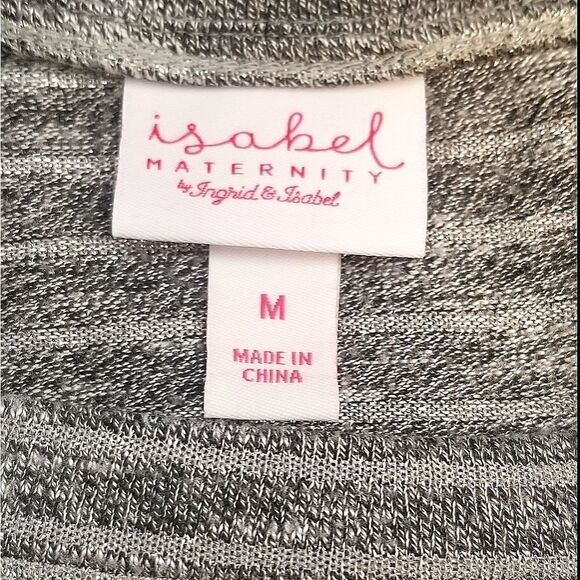 isabel
MATERNITY
by Ingrid & Isabel
M
MADE IN
CHINA